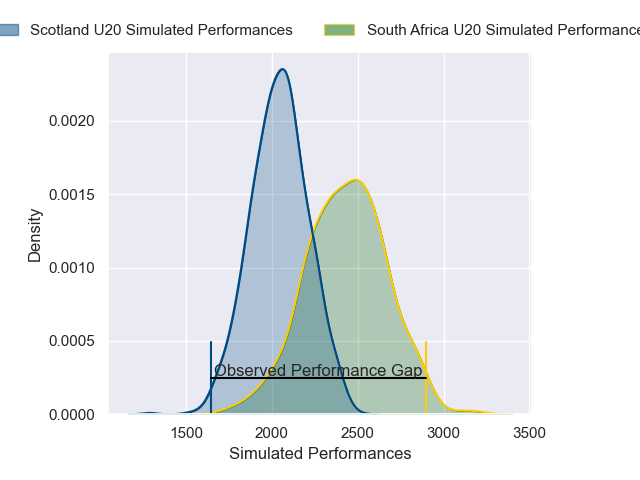 Scotland U20 Simulated Performances
South Africa U20 Simulated Performance
0.0020
0.0015
0.0010
0.0005
0.0000
Density
Observed Performance Gap
1500 2000 2500 3000 3500
Simulated Performances